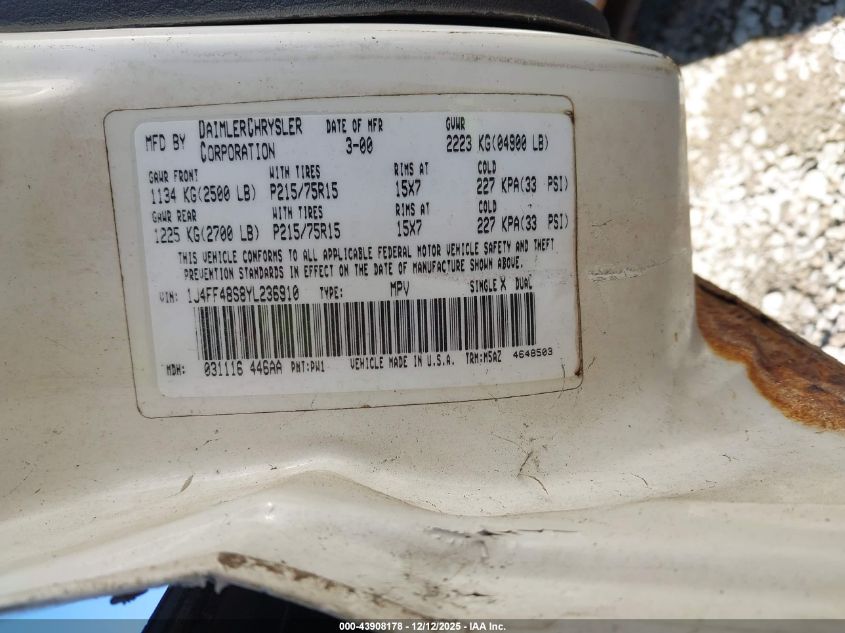 MFD BY DAIMLERCHRYSLER CORPORATION DATE OF MFR 3-00 GVWR 2223 KG(04900 LB)
GAWR FRONT WITH TIRES RIMS AT COLD
1134 KG(2500 LB) P215/75R15 15X7 227 KPA(33 PSI)
GAWR REAR WITH TIRES RIMS AT COLD
1225 KG(2700 LB) P215/75R15 15X7 227 KPA(33 PSI)
THIS VEHICLE CONFORMS TO ALL APPLICABLE FEDERAL MOTOR VEHICLE SAFETY AND THEFT
PREVENTION STANDARDS IN EFFECT ON THE DATE OF MANUFACTURE SHOWN ABOVE.
VIN: 1J4FF48S8YL236910 TYPE: MPV SINGLE X DUAL
MDH: 031116 446AA PNT:PW1 VEHICLE MADE IN U.S.A. TRM:M5AZ 4648503
000-43908178 - 12/12/2025 - IAA Inc.